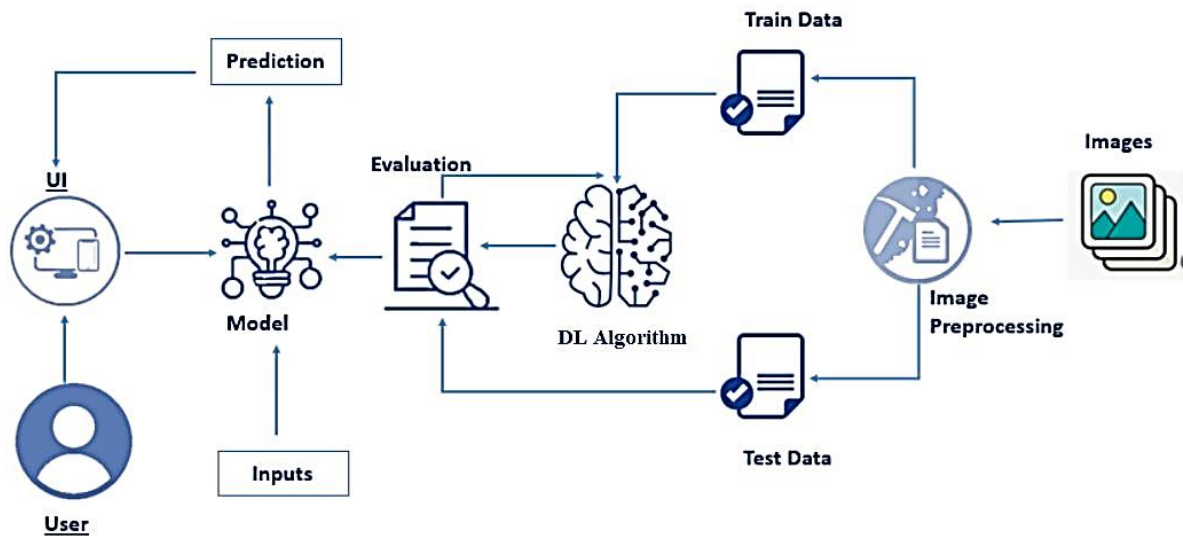 Train Data
Prediction
Images
Evaluation
UI
Image
Preprocessing
Model
DL Algorithm
Inputs
Test Data
User